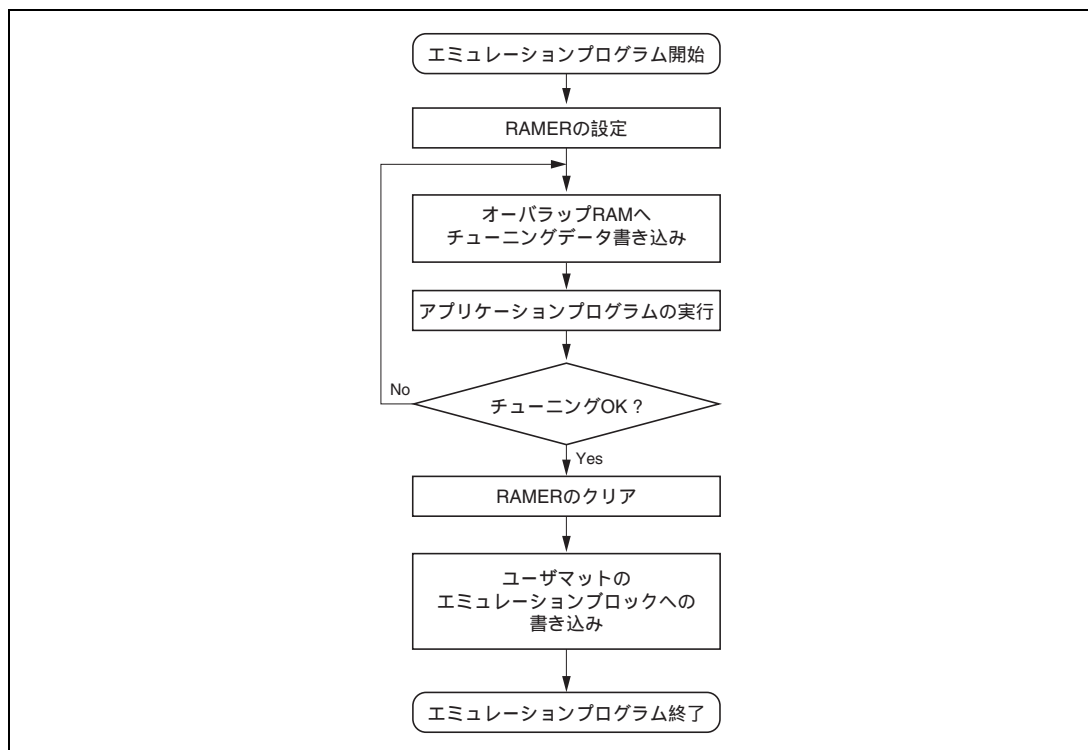 エミュレーションプログラム開始
RAMERの設定
オーバラップRAMへ
チューニングデータ書き込み
アプリケーションプログラムの実行
チューニングOK？
No
Yes
RAMERのクリア
ユーザマットの
エミュレーションブロックへの
書き込み
エミュレーションプログラム終了